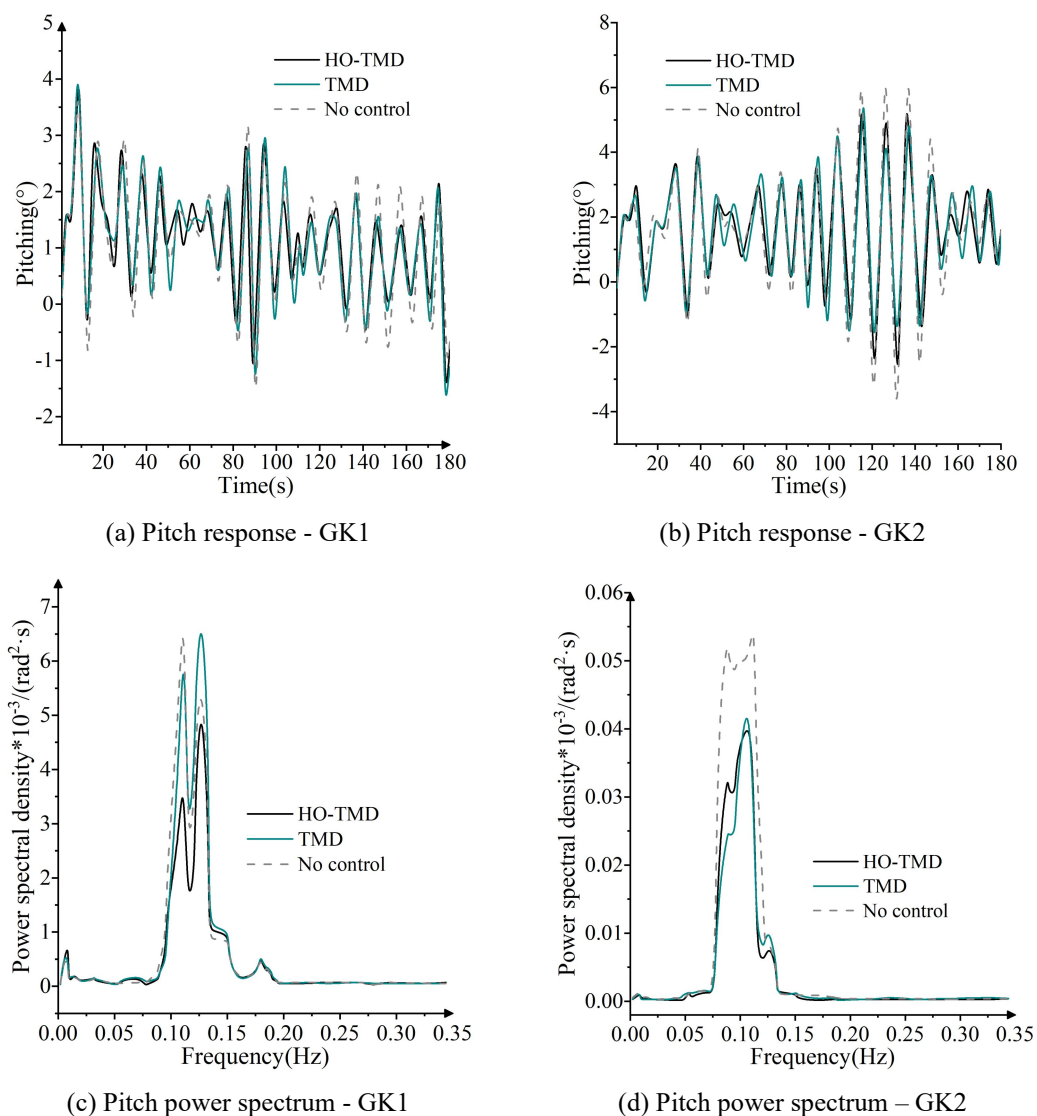 5
4
3
2
1
0
-1
-2
Pitching(°)
HO-TMD
TMD
No control
20 40 60 80 100 120 140 160 180
Time(s)
(a) Pitch response - GK1
8
6
4
2
0
-2
-4
Pitching(°)
HO-TMD
TMD
No control
20 40 60 80 100 120 140 160 180
Time(s)
(b) Pitch response - GK2
7
6
5
4
3
2
1
0
Power spectral density*10⁻³/(rad²·s)
HO-TMD
TMD
No control
0.00 0.05 0.10 0.15 0.20 0.25 0.30 0.35
Frequency(Hz)
(c) Pitch power spectrum - GK1
0.06
0.05
0.04
0.03
0.02
0.01
0.00
Power spectral density*10⁻³/(rad²·s)
HO-TMD
TMD
No control
0.00 0.05 0.10 0.15 0.20 0.25 0.30 0.35
Frequency(Hz)
(d) Pitch power spectrum – GK2